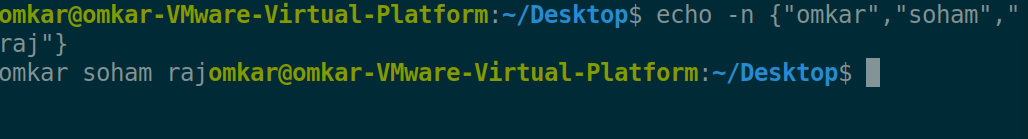 omkar@omkar-VMware-Virtual-Platform:~/Desktop$ echo -n {"omkar","soham","
raj"}
omkar soham rajomkar@omkar-VMware-Virtual-Platform:~/Desktop$